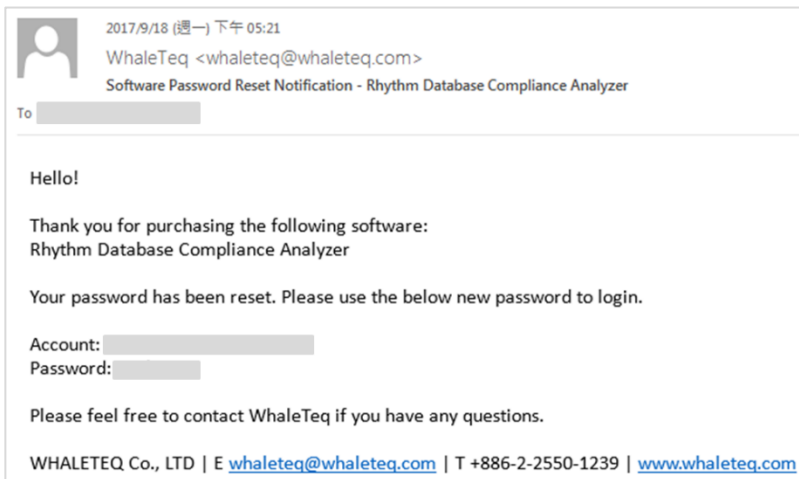 2017/9/18 (週一) 下午 05:21
WhaleTeq <whaleteq@whaleteq.com>
Software Password Reset Notification - Rhythm Database Compliance Analyzer
To
Hello!
Thank you for purchasing the following software:
Rhythm Database Compliance Analyzer
Your password has been reset. Please use the below new password to login.
Account:
Password:
Please feel free to contact WhaleTeq if you have any questions.
WHALETEQ Co., LTD | E whaleteq@whaleteq.com | T +886-2-2550-1239 | www.whaleteq.com